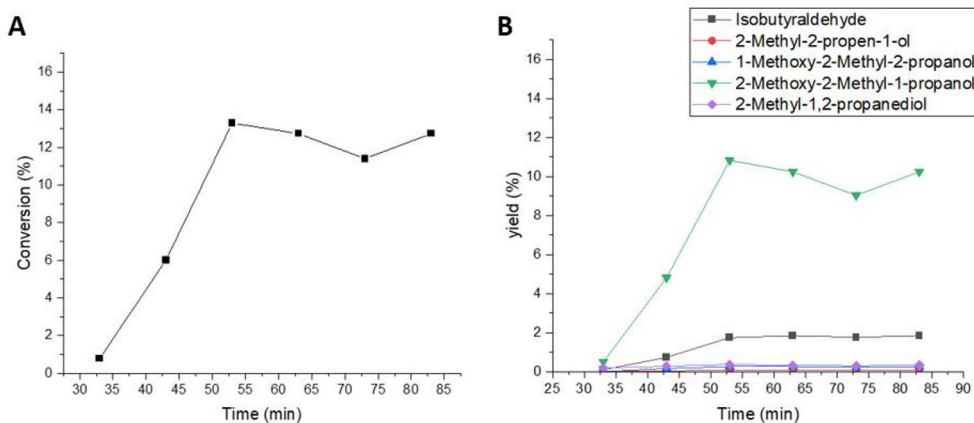 A
Conversion (%)
16
14
12
10
8
6
4
2
0
30 35 40 45 50 55 60 65 70 75 80 85
Time (min)
B
Isobutyraldehyde
2-Methyl-2-propen-1-ol
1-Methoxy-2-Methyl-2-propanol
2-Methoxy-2-Methyl-1-propanol
2-Methyl-1,2-propanediol
yield (%)
16
14
12
10
8
6
4
2
0
25 30 35 40 45 50 55 60 65 70 75 80 85 90
Time (min)